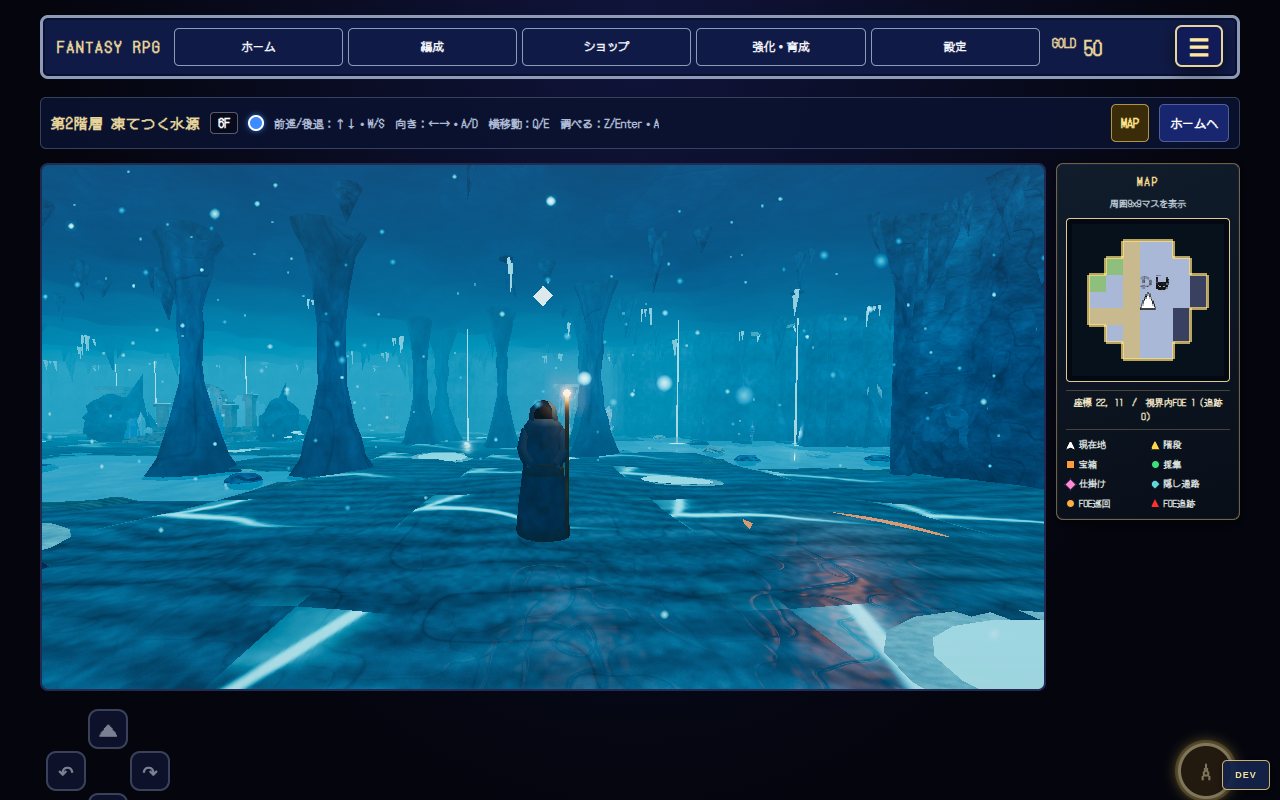 FANTASY RPG
ホーム
編成
ショップ
強化・育成
設定
GOLD 50
第2階層 凍てつく水源 6F 前進/後退：↑↓・W/S 向き：←→・A/D 横移動：Q/E 調べる：Z/Enter・A
MAP
ホームへ
MAP
周囲9x9マスを表示
座標 22, 11 / 視界内FOE 1（追跡
0）
現在地
階段
宝箱
採集
仕掛け
隠し通路
FOE巡回
FOE追跡
A
DEV